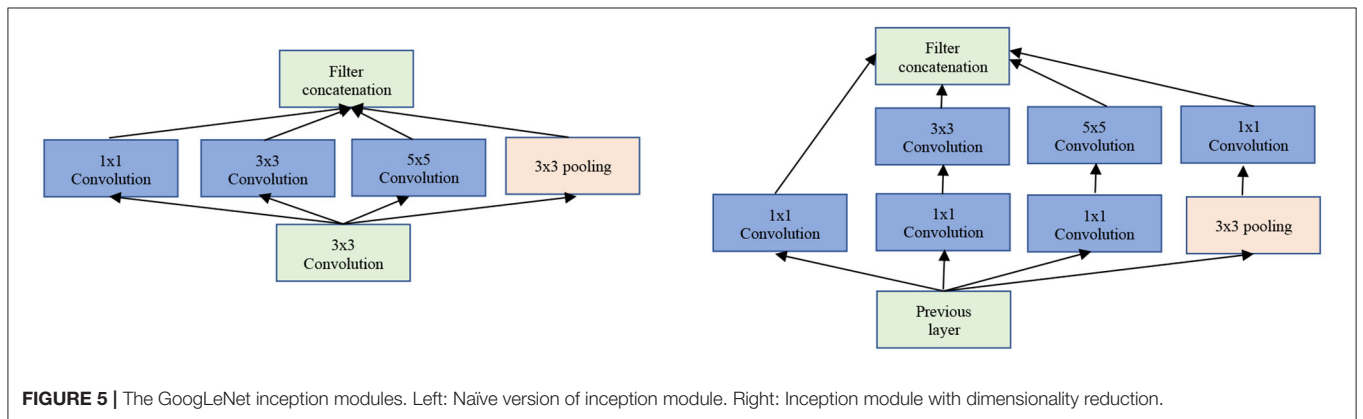 Filter
concatenation
1x1
Convolution
3x3
Convolution
5x5
Convolution
3x3 pooling
3x3
Convolution
Filter
concatenation
3x3
Convolution
5x5
Convolution
1x1
Convolution
1x1
Convolution
1x1
Convolution
1x1
Convolution
3x3 pooling
Previous
layer
FIGURE 5 | The GoogLeNet inception modules. Left: Naïve version of inception module. Right: Inception module with dimensionality reduction.